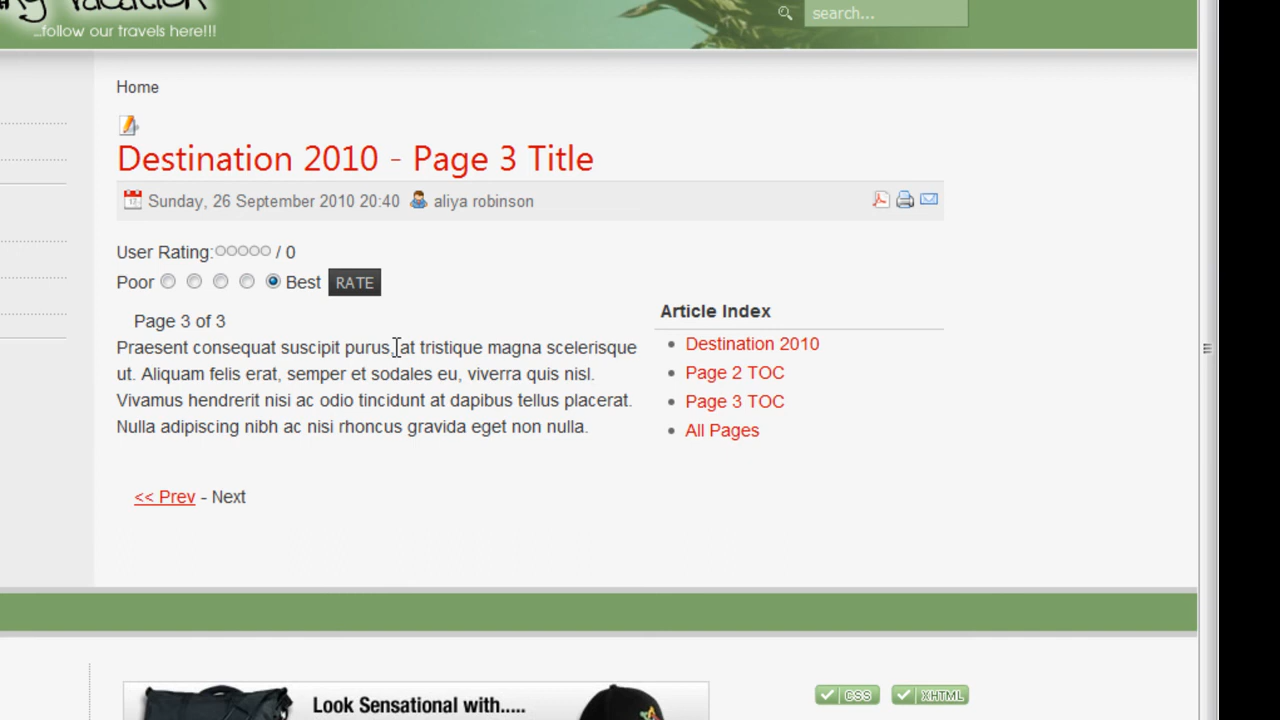 my vacation
...follow our travels here!!!
search...
Home
Destination 2010 - Page 3 Title
Sunday, 26 September 2010 20:40 aliya robinson
User Rating: / 0
Poor Best RATE
Page 3 of 3
Praesent consequat suscipit purus, at tristique magna scelerisque
ut. Aliquam felis erat, semper et sodales eu, viverra quis nisl.
Vivamus hendrerit nisi ac odio tincidunt at dapibus tellus placerat.
Nulla adipiscing nibh ac nisi rhoncus gravida eget non nulla.
Article Index
Destination 2010
Page 2 TOC
Page 3 TOC
All Pages
<< Prev - Next
Look Sensational with.....
CSS
XHTML